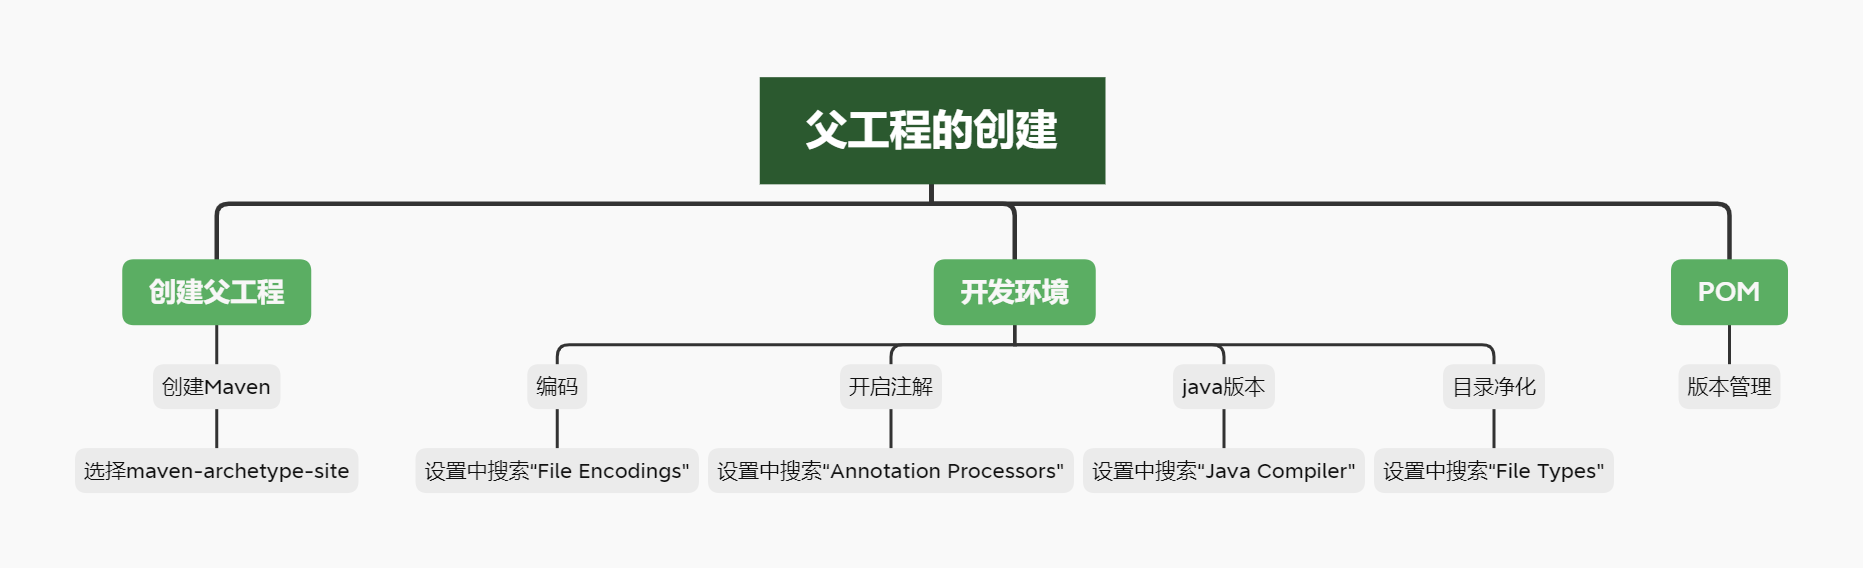 父工程的创建
创建父工程
开发环境
POM
创建Maven
编码
开启注解
java版本
目录净化
版本管理
选择maven-archetype-site
设置中搜索“File Encodings"
设置中搜索“Annotation Processors"
设置中搜索“Java Compiler"
设置中搜索“File Types"